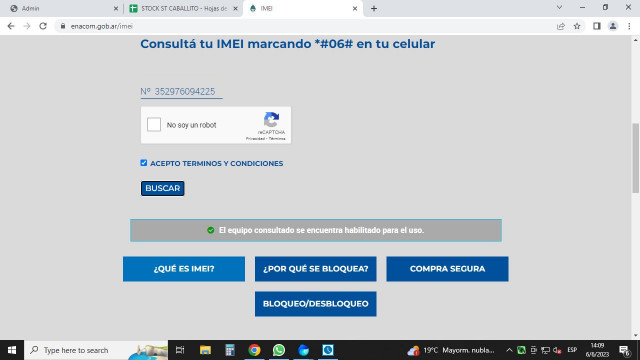 Admin
STOCK ST CABALLITO - Hojas de
IMEI
enacom.gob.ar/imei
Consultá tu IMEI marcando *#06# en tu celular
Nº 352976094225
No soy un robot
reCAPTCHA
Privacidad - Términos
ACEPTO TERMINOS Y CONDICIONES
BUSCAR
El equipo consultado se encuentra habilitado para el uso.
¿QUÉ ES IMEI?
¿POR QUÉ SE BLOQUEA?
COMPRA SEGURA
BLOQUEO/DESBLOQUEO
Type here to search
19°C Mayorm. nubla...
ESP
14:09
6/6/2023